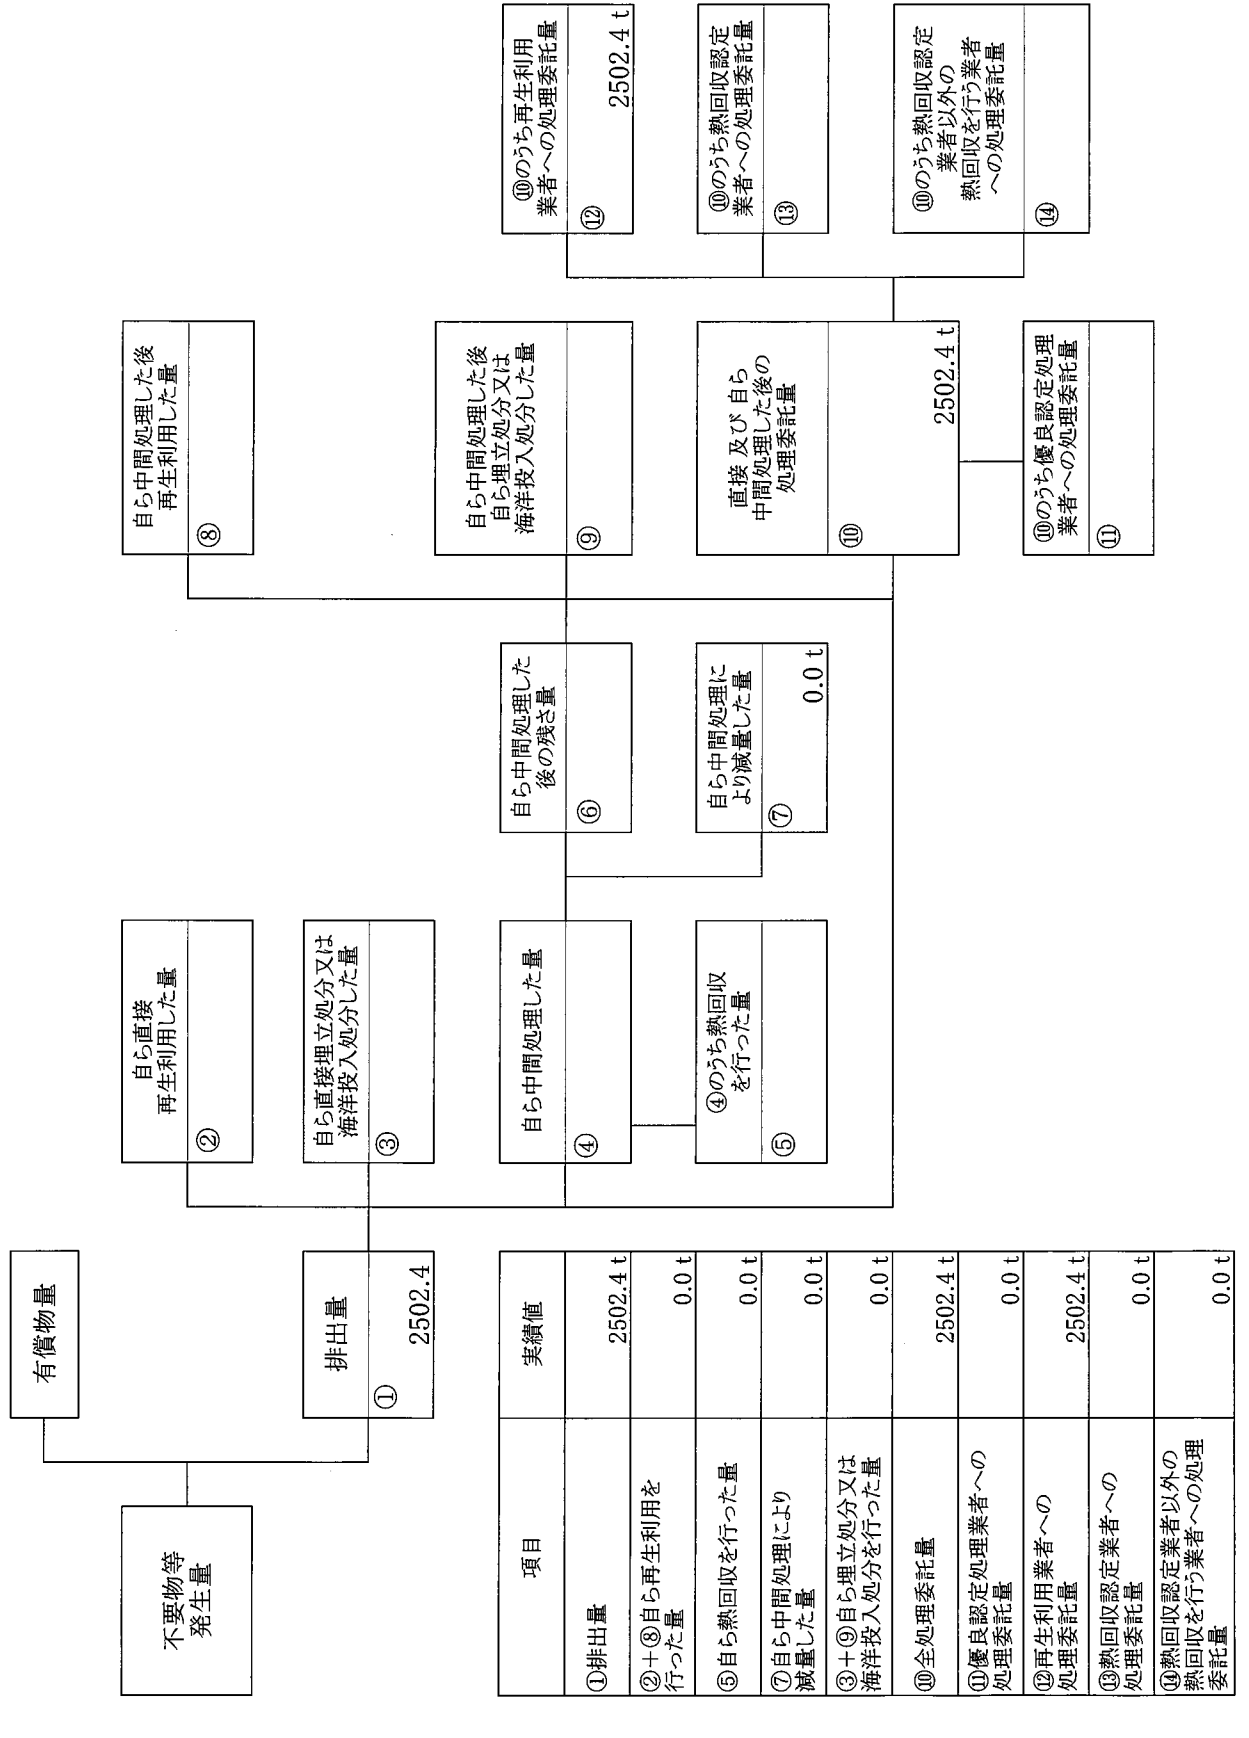 有償物量
不要物等
発生量
排出量
①
2502.4
自ら直接
再生利用した量
②
自ら直接埋立処分又は
海洋投入処分した量
③
自ら中間処理した量
④
④のうち熱回収
を行った量
⑤
自ら中間処理した
後の残さ量
⑥
自ら中間処理に
より減量した量
⑦
0.0 t
自ら中間処理した後
再生利用した量
⑧
自ら中間処理した後
自ら埋立処分又は
海洋投入処分した量
⑨
直接 及び 自ら
中間処理した後の
処理委託量
⑩
2502.4 t
⑩のうち優良認定処理
業者への処理委託量
⑪
⑩のうち再生利用
業者への処理委託量
⑫
2502.4 t
⑩のうち熱回収認定
業者への処理委託量
⑬
⑩のうち熱回収認定
業者以外の
熱回収を行う業者
への処理委託量
⑭
項目
実績値
①排出量
2502.4 t
②+⑧自ら再生利用を
行った量
0.0 t
⑤自ら熱回収を行った量
0.0 t
⑦自ら中間処理により
減量した量
0.0 t
③+⑨自ら埋立処分又は
海洋投入処分を行った量
0.0 t
⑩全処理委託量
2502.4 t
⑪優良認定処理業者への
処理委託量
0.0 t
⑫再生利用業者への
処理委託量
2502.4 t
⑬熱回収認定業者への
処理委託量
0.0 t
⑭熱回収認定業者以外の
熱回収を行う業者への処理
委託量
0.0 t